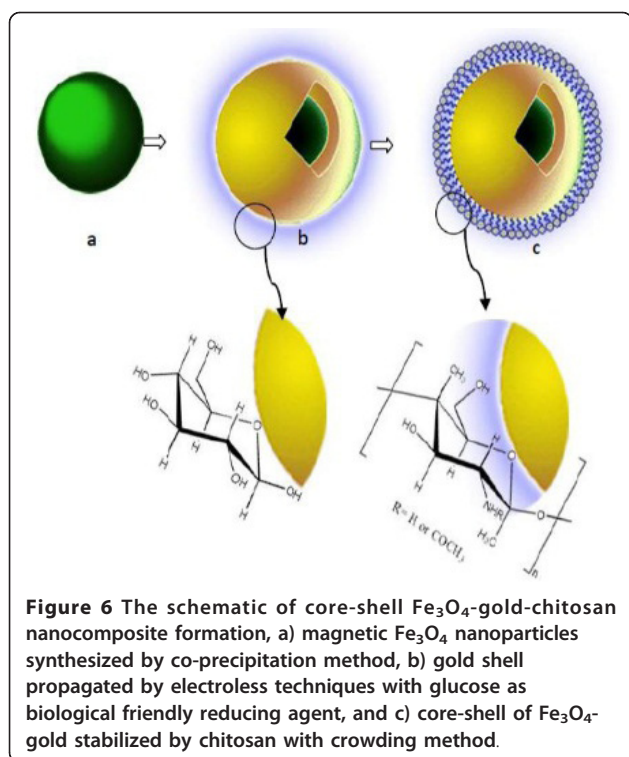 a
b
c
H
OH
HO
HO
H
O
H
H
OH
H
OH
CH₃
OH
HO
H
H
O
H
NHR
H₃C
O
n
R= H or COCH₃
Figure 6 The schematic of core-shell Fe₃O₄-gold-chitosan
nanocomposite formation, a) magnetic Fe₃O₄ nanoparticles
synthesized by co-precipitation method, b) gold shell
propagated by electroless techniques with glucose as
biological friendly reducing agent, and c) core-shell of Fe₃O₄-
gold stabilized by chitosan with crowding method.